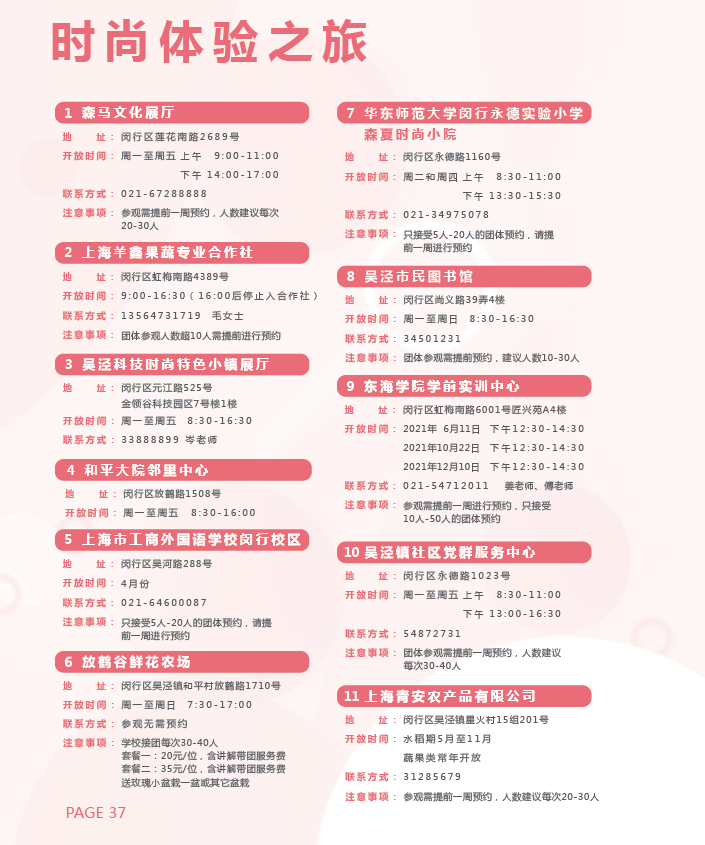 时尚体验之旅
1 森马文化展厅
地 址： 闵行区莲花南路2689号
开放时间： 周一至周五 上午 9:00-11:00
下午 14:00-17:00
联系方式： 021-67288888
注意事项： 参观需提前一周预约，人数建议每次
20-30人
2 上海羊鑫果蔬专业合作社
地 址： 闵行区虹梅南路4389号
开放时间： 9:00-16:30（16:00后停止入合作社）
联系方式： 13564731719 毛女士
注意事项： 团体参观人数超10人需提前进行预约
3 吴泾科技时尚特色小镇展厅
地 址： 闵行区元江路525号
金领谷科技园区7号楼1楼
开放时间： 周一至周五 8:30-16:30
联系方式： 33888899 岑老师
4 和平大院邻里中心
地 址： 闵行区放鹤路1508号
开放时间： 周一至周五 8:30-16:00
5 上海市工商外国语学校闵行校区
地 址： 闵行区吴河路288号
开放时间： 4月份
联系方式： 021-64600087
注意事项： 只接受5人-20人的团体预约，请提
前一周进行预约
6 放鹤谷鲜花农场
地 址： 闵行区吴泾镇和平村放鹤路1710号
开放时间： 周一至周日 7:30-17:00
联系方式： 参观无需预约
注意事项： 学校接团每次30-40人
套餐一：20元/位，含讲解带团服务费
套餐二：35元/位，含讲解带团服务费
送玫瑰小盆栽一盆或其它盆栽
PAGE 37
7 华东师范大学闵行永德实验小学
森夏时尚小院
地 址： 闵行区永德路1160号
开放时间： 周二和周四 上午 8:30-11:00
下午 13:30-15:30
联系方式： 021-34975078
注意事项： 只接受5人-20人的团体预约，请提
前一周进行预约
8 吴泾市民图书馆
地 址： 闵行区尚义路39弄4楼
开放时间： 周一至周日 8:30-16:30
联系方式： 34501231
注意事项： 团体参观需提前预约，建议人数10-30人
9 东海学院学前实训中心
地 址： 闵行区虹梅南路6001号匠兴苑A4楼
开放时间： 2021年 6月11日 下午12:30-14:30
2021年10月22日 下午12:30-14:30
2021年12月10日 下午12:30-14:30
联系方式： 021-54712011 姜老师、傅老师
注意事项： 参观需提前一周进行预约，只接受
10人-50人的团体预约
10 吴泾镇社区党群服务中心
地 址： 闵行区永德路1023号
开放时间： 周一至周五 上午 8:30-11:00
下午 13:00-16:30
联系方式： 54872731
注意事项： 团体参观需提前一周预约，人数建议
每次30-40人
11 上海青安农产品有限公司
地 址： 闵行区吴泾镇星火村15组201号
开放时间： 水稻期5月至11月
蔬果类常年开放
联系方式： 31285679
注意事项： 参观需提前一周预约，人数建议每次20-30人